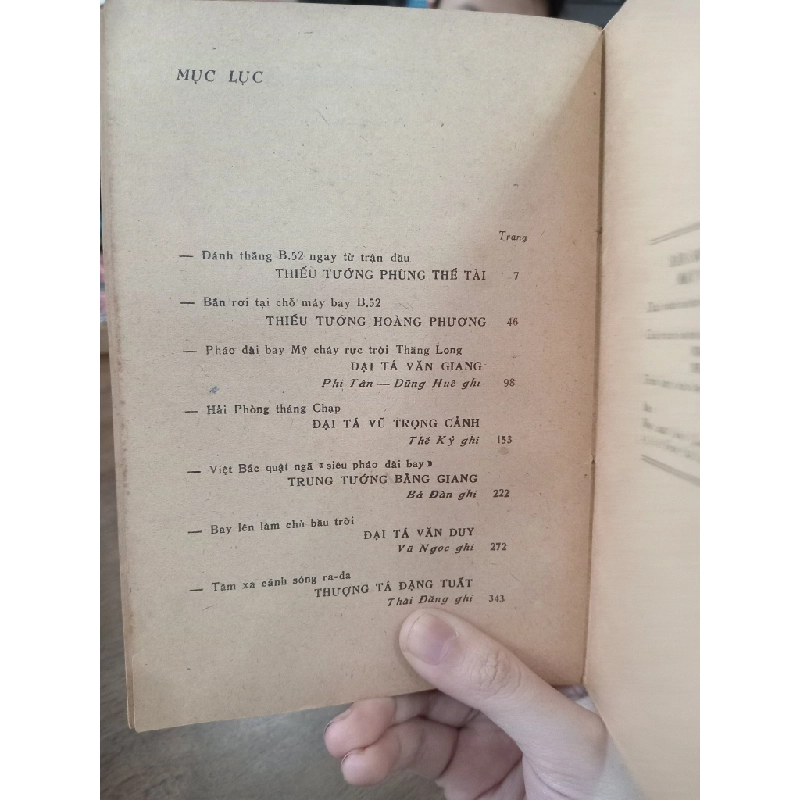 MỤC LỤC
Trang
— Đánh thắng B.52 ngay từ trận đầu
THIẾU TƯỚNG PHÙNG THẾ TÀI 7
— Bắn rơi tại chỗ máy bay B.52
THIẾU TƯỚNG HOÀNG PHƯƠNG 46
— Pháo đài bay Mỹ cháy rực trời Thăng Long
ĐẠI TÁ VĂN GIANG
Phi Tân — Dũng Huê ghi 98
— Hải Phòng tháng Chạp
ĐẠI TÁ VŨ TRỌNG CẢNH
Thế Kỷ ghi 153
— Việt Bắc quật ngã «siêu pháo đài bay»
TRUNG TƯỚNG BẰNG GIANG
Bá Đàn ghi 222
— Bay lên làm chủ bầu trời
ĐẠI TÁ VĂN DUY
Vũ Ngọc ghi 272
— Tầm xa cánh sóng ra-đa
THƯỢNG TÁ ĐẶNG TUẤT
Thái Dũng ghi 343